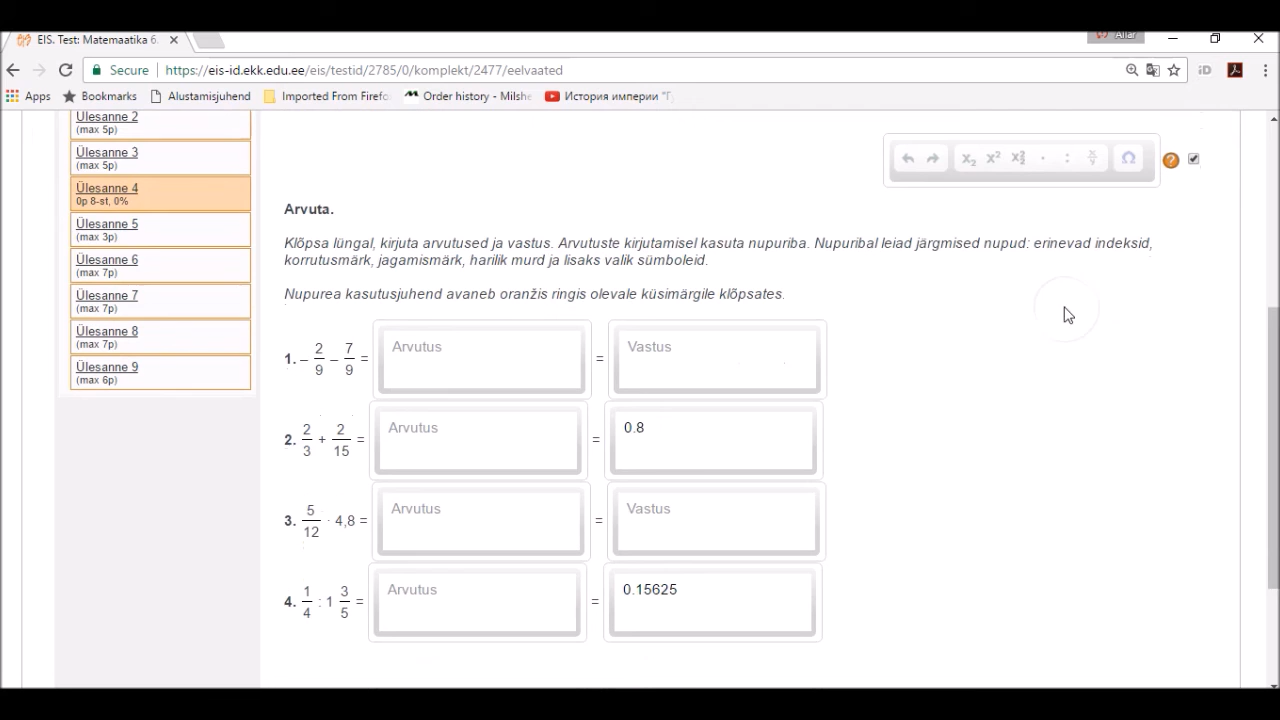 EIS. Test: Matemaatika 6.
Allar
Secure
https://eis-id.ekk.edu.ee/eis/testid/2785/0/komplekt/2477/eelvaated
Apps Bookmarks Alustamisjuhend Imported From Firefo Order history - Milshe История империи "Г
Ülesanne 2
(max 5p)
Ülesanne 3
(max 5p)
Ülesanne 4
0p 8-st, 0%
Ülesanne 5
(max 3p)
Ülesanne 6
(max 7p)
Ülesanne 7
(max 7p)
Ülesanne 8
(max 7p)
Ülesanne 9
(max 6p)
x₂ x² · : x/y Ω ?
Arvuta.
Klõpsa lüngal, kirjuta arvutused ja vastus. Arvutuste kirjutamisel kasuta nupuriba. Nupuribal leiad järgmised nupud: erinevad indeksid,
korrutusmärk, jagamismärk, harilik murd ja lisaks valik sümboleid.
Nupurea kasutusjuhend avaneb oranžis ringis olevale küsimärgile klõpsates.
1. – 2/9 – 7/9 = Arvutus = Vastus
2. 2/3 + 2/15 = Arvutus = 0.8
3. 5/12 · 4,8 = Arvutus = Vastus
4. 1/4 : 1 3/5 = Arvutus = 0.15625